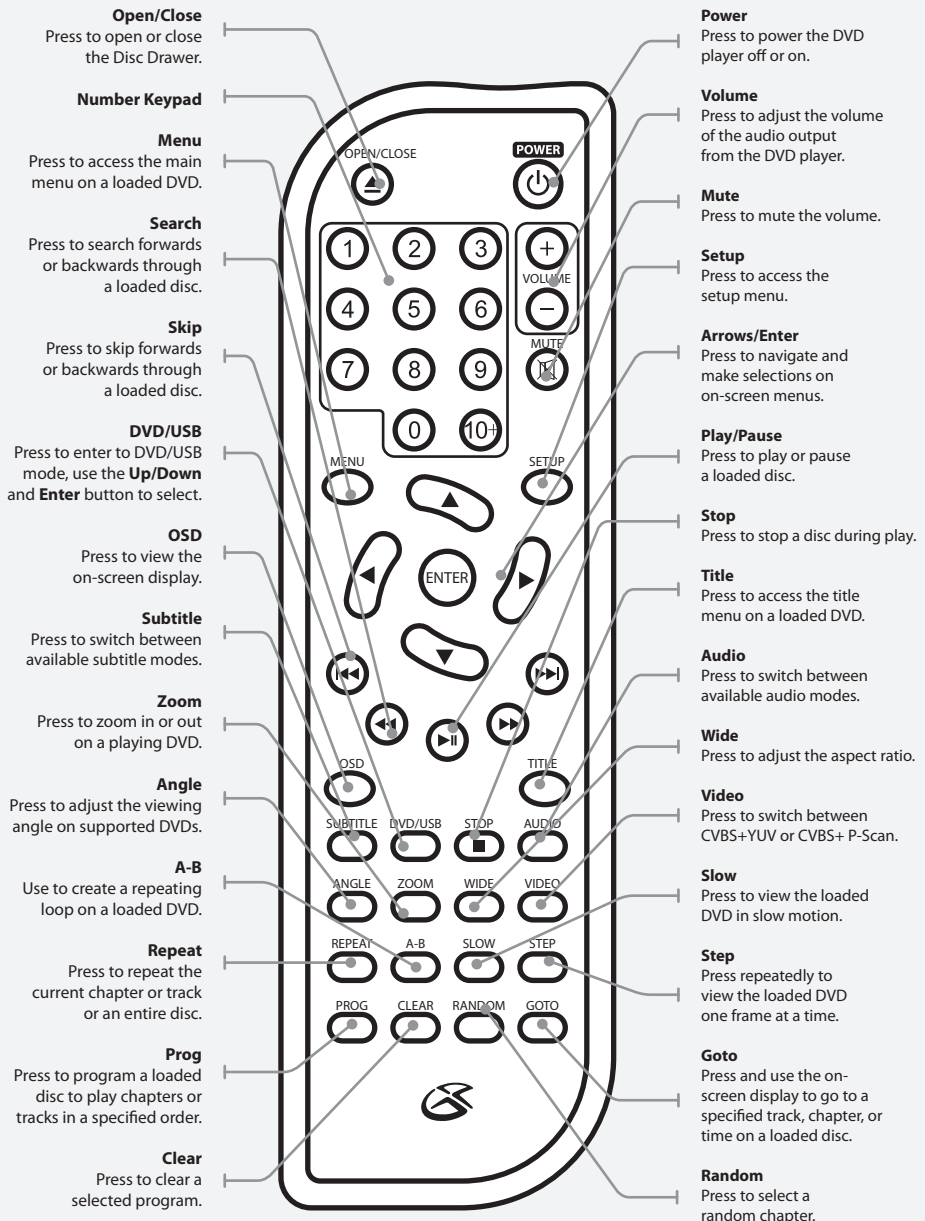 Open/Close
Press to open or close
the Disc Drawer.
Number Keypad
Menu
Press to access the main
menu on a loaded DVD.
Search
Press to search forwards
or backwards through
a loaded disc.
Skip
Press to skip forwards
or backwards through
a loaded disc.
DVD/USB
Press to enter to DVD/USB
mode, use the Up/Down
and Enter button to select.
OSD
Press to view the
on-screen display.
Subtitle
Press to switch between
available subtitle modes.
Zoom
Press to zoom in or out
on a playing DVD.
Angle
Press to adjust the viewing
angle on supported DVDs.
A-B
Use to create a repeating
loop on a loaded DVD.
Repeat
Press to repeat the
current chapter or track
or an entire disc.
Prog
Press to program a loaded
disc to play chapters or
tracks in a specified order.
Clear
Press to clear a
selected program.
OPEN/CLOSE POWER
1 2 3 +
VOLUME
4 5 6 −
MUTE
7 8 9
0 10+
MENU SETUP
ENTER
OSD TITLE
SUBTITLE DVD/USB STOP AUDIO
ANGLE ZOOM WIDE VIDEO
REPEAT A-B SLOW STEP
PROG CLEAR RANDOM GOTO
Power
Press to power the DVD
player off or on.
Volume
Press to adjust the volume
of the audio output
from the DVD player.
Mute
Press to mute the volume.
Setup
Press to access the
setup menu.
Arrows/Enter
Press to navigate and
make selections on
on-screen menus.
Play/Pause
Press to play or pause
a loaded disc.
Stop
Press to stop a disc during play.
Title
Press to access the title
menu on a loaded DVD.
Audio
Press to switch between
available audio modes.
Wide
Press to adjust the aspect ratio.
Video
Press to switch between
CVBS+YUV or CVBS+ P-Scan.
Slow
Press to view the loaded
DVD in slow motion.
Step
Press repeatedly to
view the loaded DVD
one frame at a time.
Goto
Press and use the on-
screen display to go to a
specified track, chapter, or
time on a loaded disc.
Random
Press to select a
random chapter.